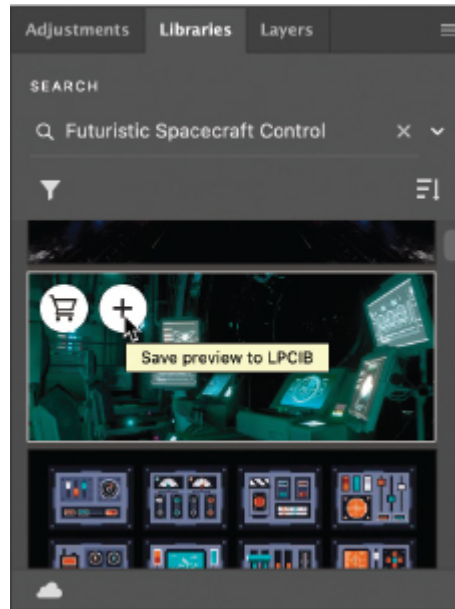 Adjustments Libraries Layers
SEARCH
Futuristic Spacecraft Control
Save preview to LPCIB